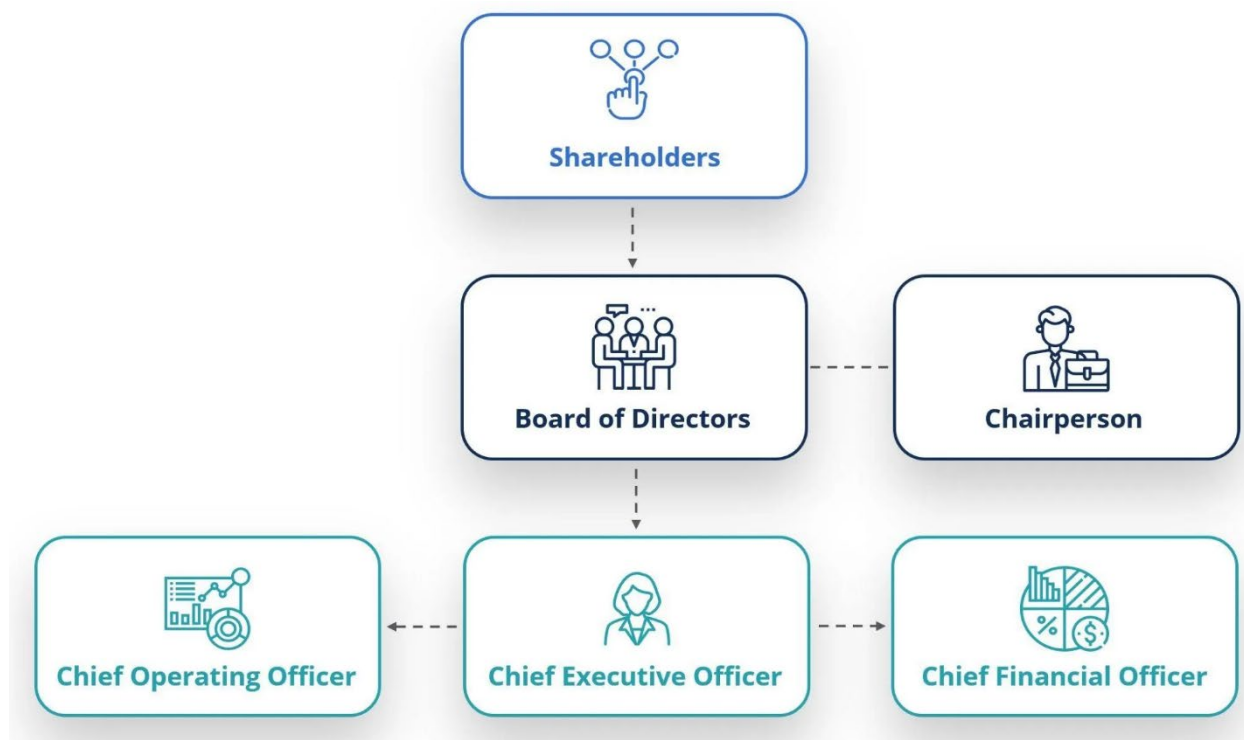 Shareholders
Board of Directors
Chairperson
Chief Operating Officer
Chief Executive Officer
%
$
Chief Financial Officer